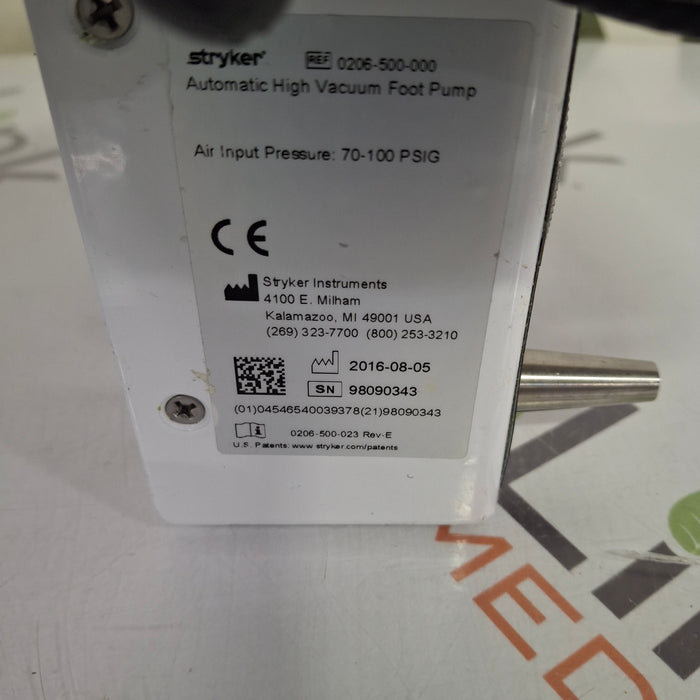 stryker
REF 0206-500-000
Automatic High Vacuum Foot Pump
Air Input Pressure: 70-100 PSIG
CE
Stryker Instruments
4100 E. Milham
Kalamazoo, MI 49001 USA
(269) 323-7700 (800) 253-3210
2016-08-05
SN 98090343
(01)04546540039378(21)98090343
0206-500-023 Rev-E
U.S. Patents: www.stryker.com/patents
MED